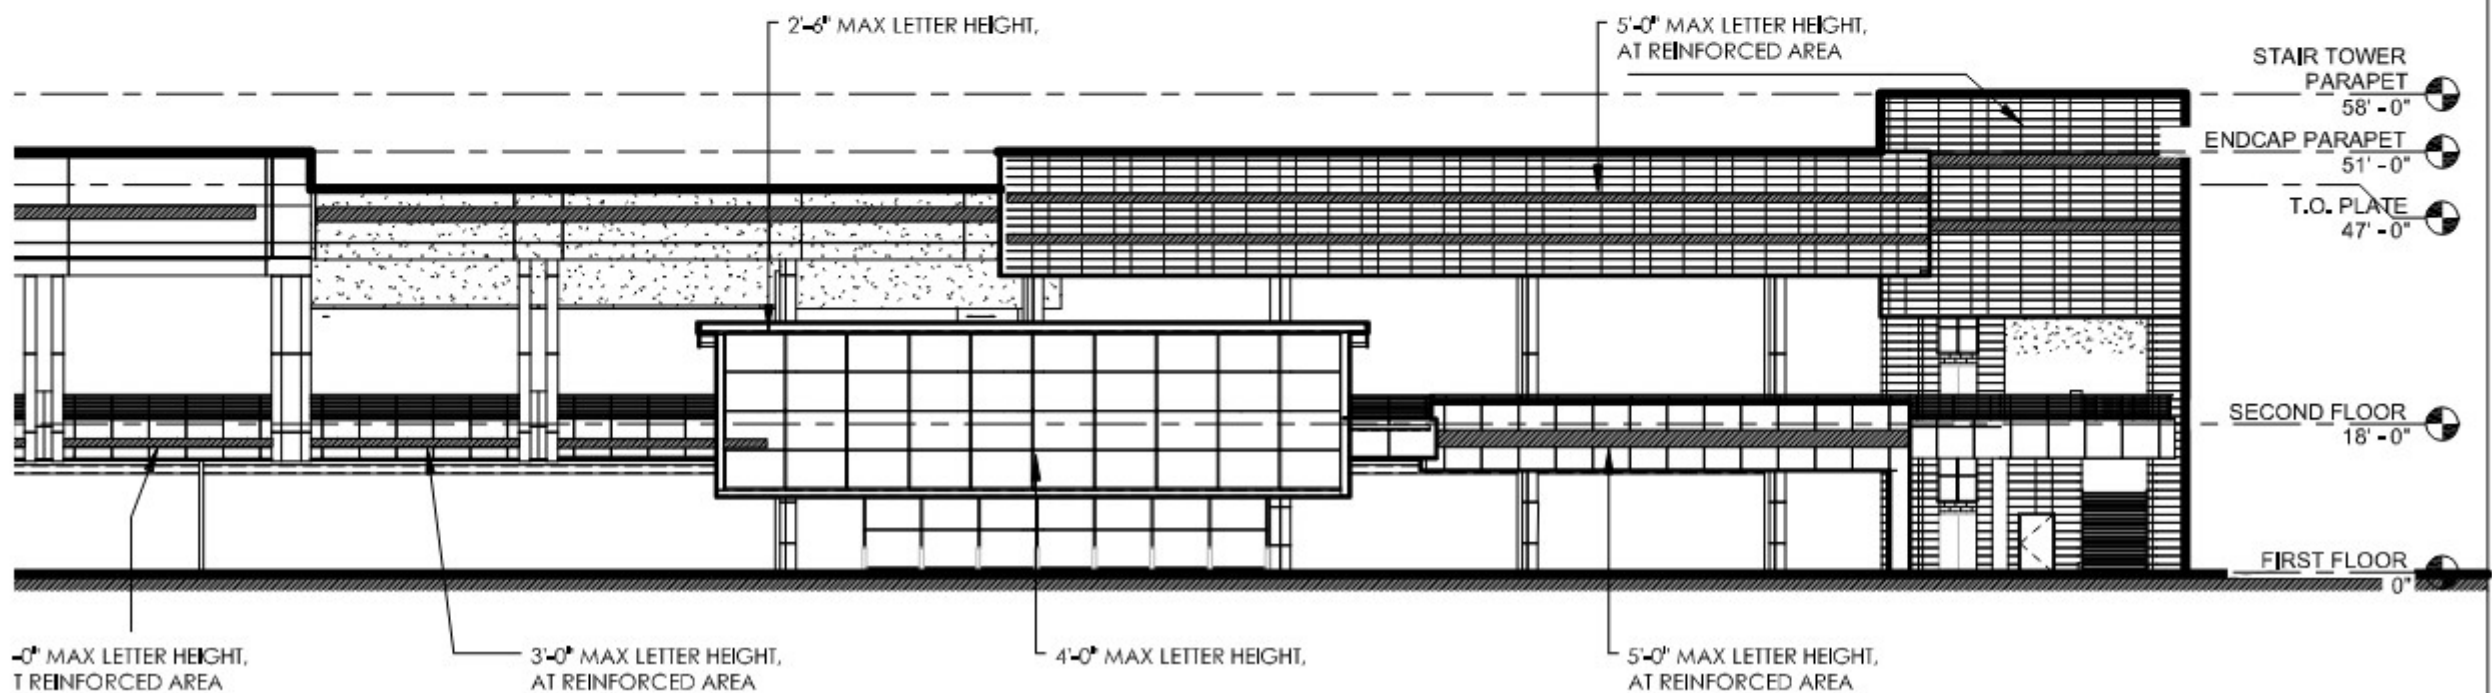 2'-6" MAX LETTER HEIGHT,
5'-0" MAX LETTER HEIGHT,
AT REINFORCED AREA
STAIR TOWER
PARAPET
58' - 0"
ENDCAP PARAPET
51' - 0"
T.O. PLATE
47' - 0"
SECOND FLOOR
18' - 0"
FIRST FLOOR
0"
-0" MAX LETTER HEIGHT,
T REINFORCED AREA
3'-0" MAX LETTER HEIGHT,
AT REINFORCED AREA
4'-0" MAX LETTER HEIGHT,
5'-0" MAX LETTER HEIGHT,
AT REINFORCED AREA